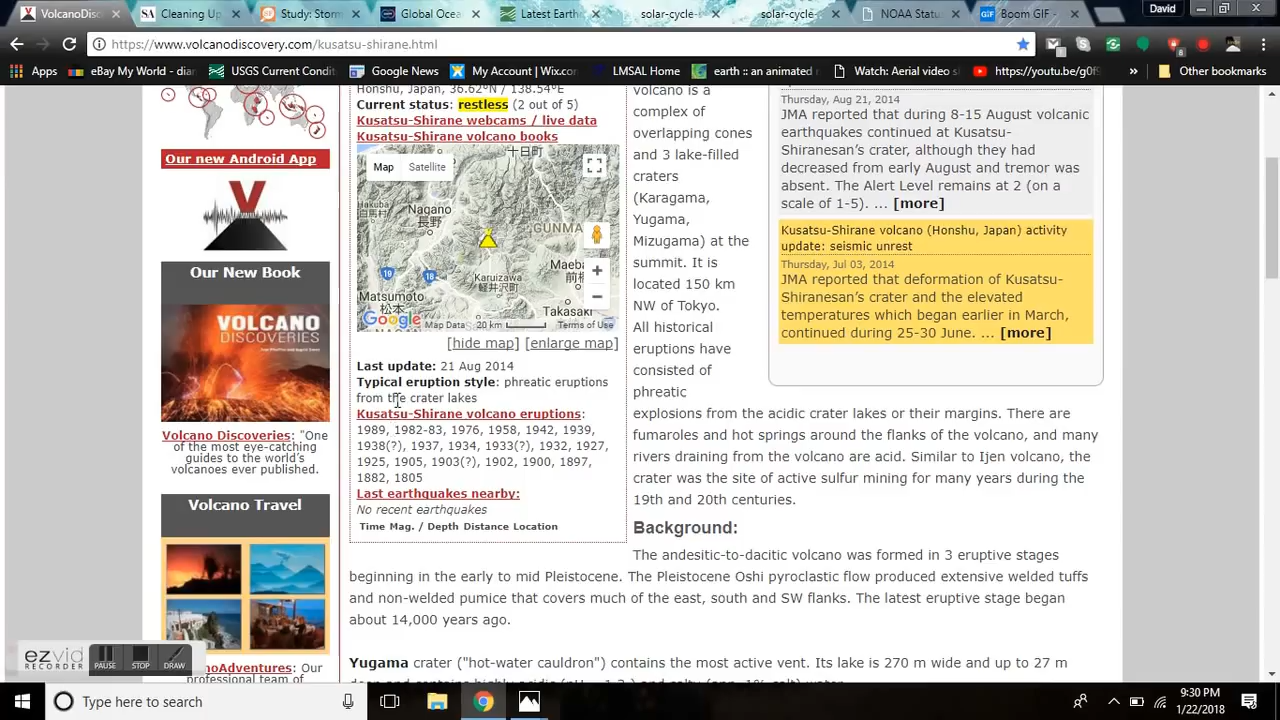 VolcanoDis
Cleaning Up
Study: Storm
Global Oce
Latest Earth
solar-cycle-
solar-cycle-
NOAA Statu
Boom GIF
David
https://www.volcanodiscovery.com/kusatsu-shirane.html
Apps
eBay My World - dian
USGS Current Condit
Google News
My Account | Wix.com
LMSAL Home
earth :: an animated m
Watch: Aerial video s
https://youtu.be/g0f9
»
Other bookmarks
Our new Android App
Our New Book
VOLCANO
DISCOVERIES
Volcano Discoveries: "One
of the most eye-catching
guides to the world's
volcanoes ever published.
Volcano Travel
noAdventures: Our
professional team of
Honshu, Japan, 36.62°N / 138.54°E
Current status: restless (2 out of 5)
Kusatsu-Shirane webcams / live data
Kusatsu-Shirane volcano books
Map Satellite
十日町
Hakuba
白馬村
Nagano
長野
GUNMA
19
18
Karuizawa
軽井沢町
Maeb
前橋
Matsumoto
松本
Takasaki
Google
Map Data 20 km Terms of Use
[hide map] [enlarge map]
Last update: 21 Aug 2014
Typical eruption style: phreatic eruptions
from the crater lakes
Kusatsu-Shirane volcano eruptions:
1989, 1982-83, 1976, 1958, 1942, 1939,
1938(?), 1937, 1934, 1933(?), 1932, 1927,
1925, 1905, 1903(?), 1902, 1900, 1897,
1882, 1805
Last earthquakes nearby:
No recent earthquakes
Time Mag. / Depth Distance Location
volcano is a
complex of
overlapping cones
and 3 lake-filled
craters
(Karagama,
Yugama,
Mizugama) at the
summit. It is
located 150 km
NW of Tokyo.
All historical
eruptions have
consisted of
phreatic
explosions from the acidic crater lakes or their margins. There are
fumaroles and hot springs around the flanks of the volcano, and many
rivers draining from the volcano are acid. Similar to Ijen volcano, the
crater was the site of active sulfur mining for many years during the
19th and 20th centuries.
Background:
The andesitic-to-dacitic volcano was formed in 3 eruptive stages
beginning in the early to mid Pleistocene. The Pleistocene Oshi pyroclastic flow produced extensive welded tuffs
and non-welded pumice that covers much of the east, south and SW flanks. The latest eruptive stage began
about 14,000 years ago.
Yugama crater ("hot-water cauldron") contains the most active vent. Its lake is 270 m wide and up to 27 m
Thursday, Aug 21, 2014
JMA reported that during 8-15 August volcanic
earthquakes continued at Kusatsu-
Shiranesan's crater, although they had
decreased from early August and tremor was
absent. The Alert Level remains at 2 (on a
scale of 1-5). ... [more]
Kusatsu-Shirane volcano (Honshu, Japan) activity
update: seismic unrest
Thursday, Jul 03, 2014
JMA reported that deformation of Kusatsu-
Shiranesan's crater and the elevated
temperatures which began earlier in March,
continued during 25-30 June. ... [more]
ezvid
RECORDER
PAUSE
STOP
DRAW
Type here to search
9:30 PM
1/22/2018